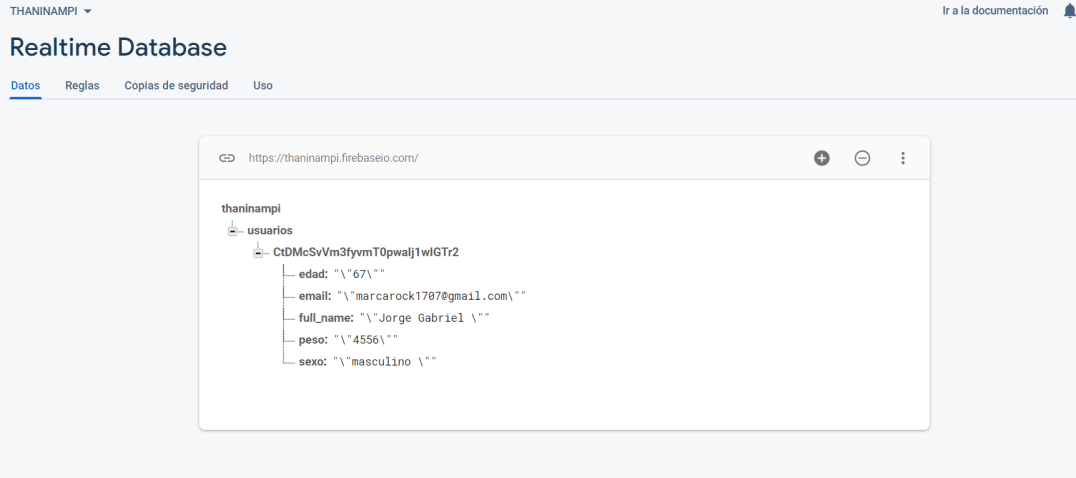 THANINAMPI Ir a la documentación
Realtime Database
Datos Reglas Copias de seguridad Uso
https://thaninampi.firebaseio.com/
thaninampi
usuarios
CtDMcSvVm3fyvmT0pwaIj1wIGTr2
edad: "\"67\""
email: "\"marcarock1707@gmail.com\""
full_name: "\"Jorge Gabriel \""
peso: "\"4556\""
sexo: "\"masculino \""